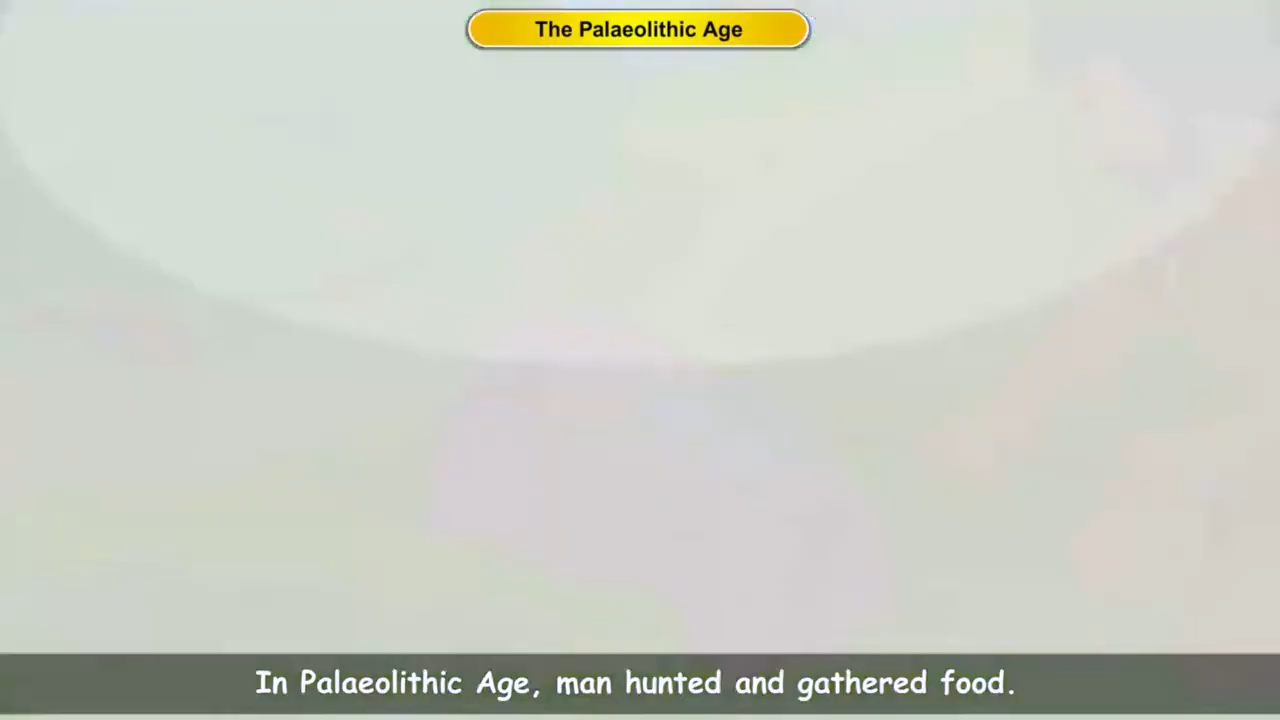 The Palaeolithic Age
In Palaeolithic Age, man hunted and gathered food.